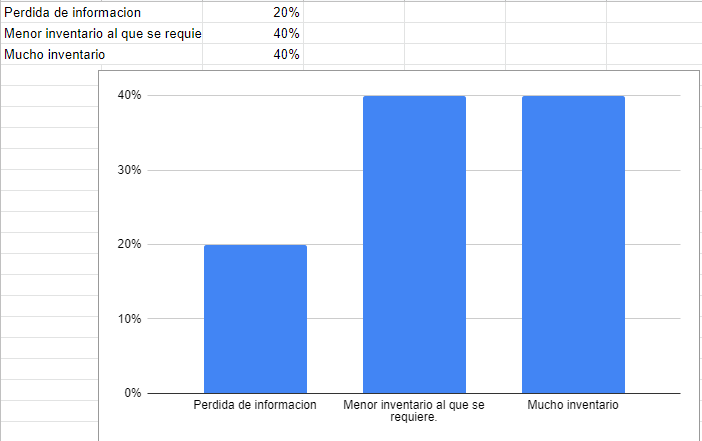 Perdida de informacion 20%
Menor inventario al que se requie 40%
Mucho inventario 40%
40%
30%
20%
10%
0%
Perdida de informacion
Menor inventario al que se
requiere.
Mucho inventario